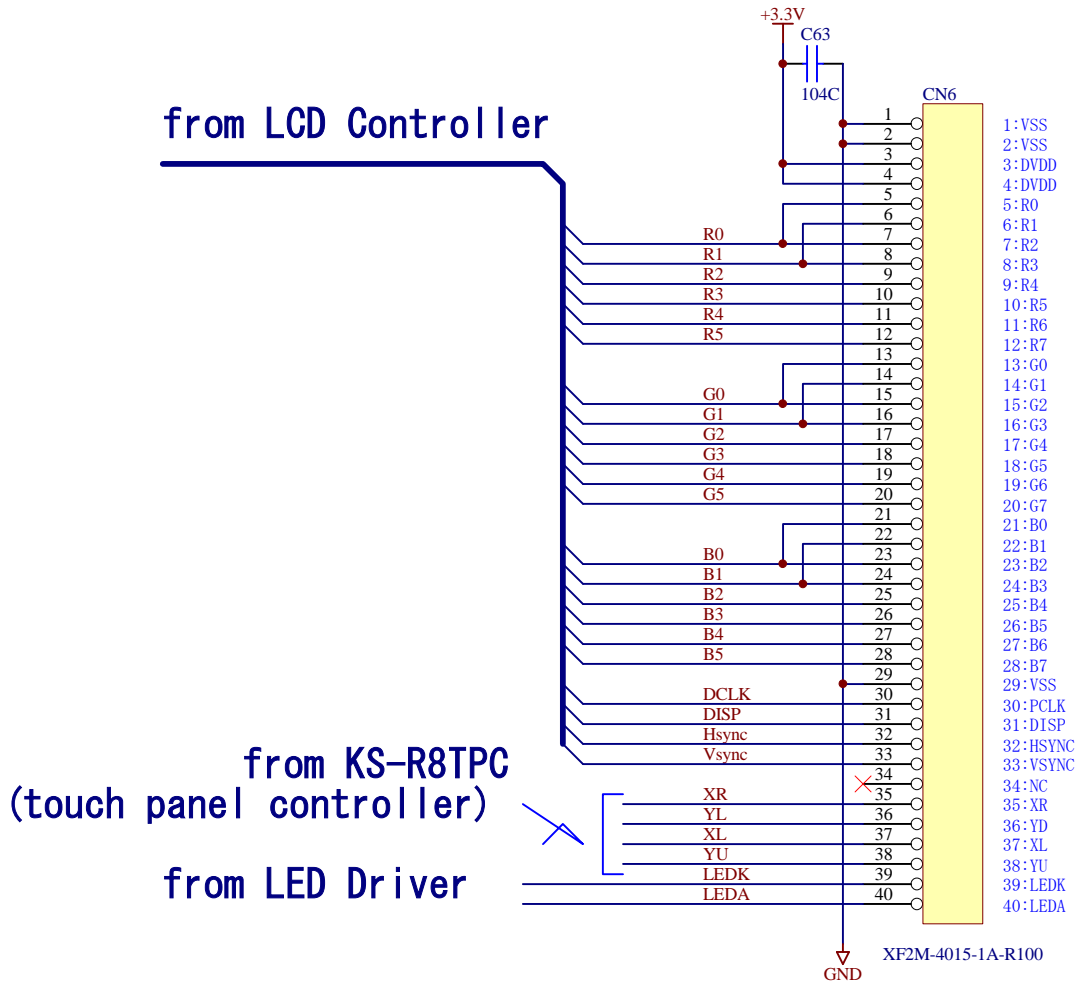 +3.3V
C63
104C
CN6
from LCD Controller
1 1:VSS
2 2:VSS
3 3:DVDD
4 4:DVDD
5 5:R0
6 6:R1
R0 7 7:R2
R1 8 8:R3
R2 9 9:R4
R3 10 10:R5
R4 11 11:R6
R5 12 12:R7
13 13:G0
14 14:G1
G0 15 15:G2
G1 16 16:G3
G2 17 17:G4
G3 18 18:G5
G4 19 19:G6
G5 20 20:G7
21 21:B0
22 22:B1
B0 23 23:B2
B1 24 24:B3
B2 25 25:B4
B3 26 26:B5
B4 27 27:B6
B5 28 28:B7
29 29:VSS
DCLK 30 30:PCLK
DISP 31 31:DISP
Hsync 32 32:HSYNC
Vsync 33 33:VSYNC
34 34:NC
from KS-R8TPC
(touch panel controller)
XR 35 35:XR
YL 36 36:YD
XL 37 37:XL
YU 38 38:YU
from LED Driver
LEDK 39 39:LEDK
LEDA 40 40:LEDA
XF2M-4015-1A-R100
GND